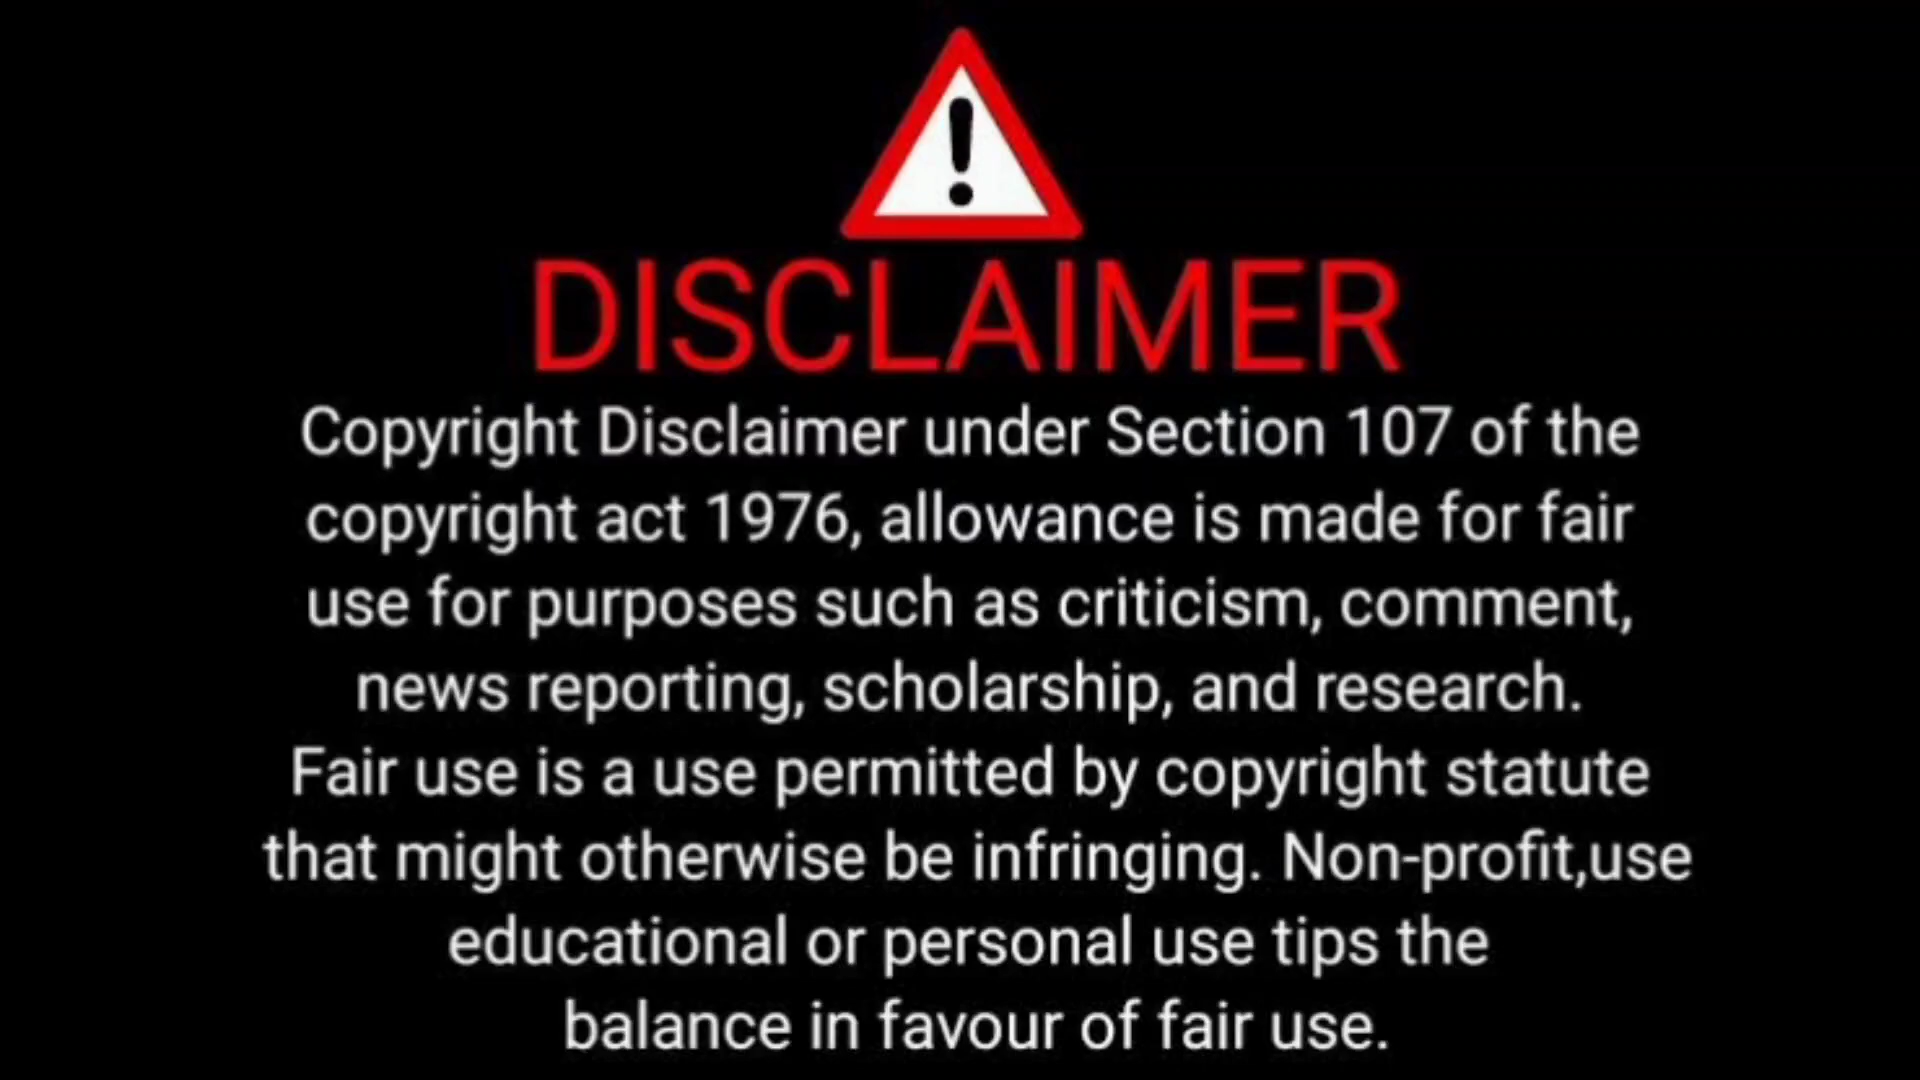 DISCLAIMER
Copyright Disclaimer under Section 107 of the
copyright act 1976, allowance is made for fair
use for purposes such as criticism, comment,
news reporting, scholarship, and research.
Fair use is a use permitted by copyright statute
that might otherwise be infringing. Non-profit,use
educational or personal use tips the
balance in favour of fair use.